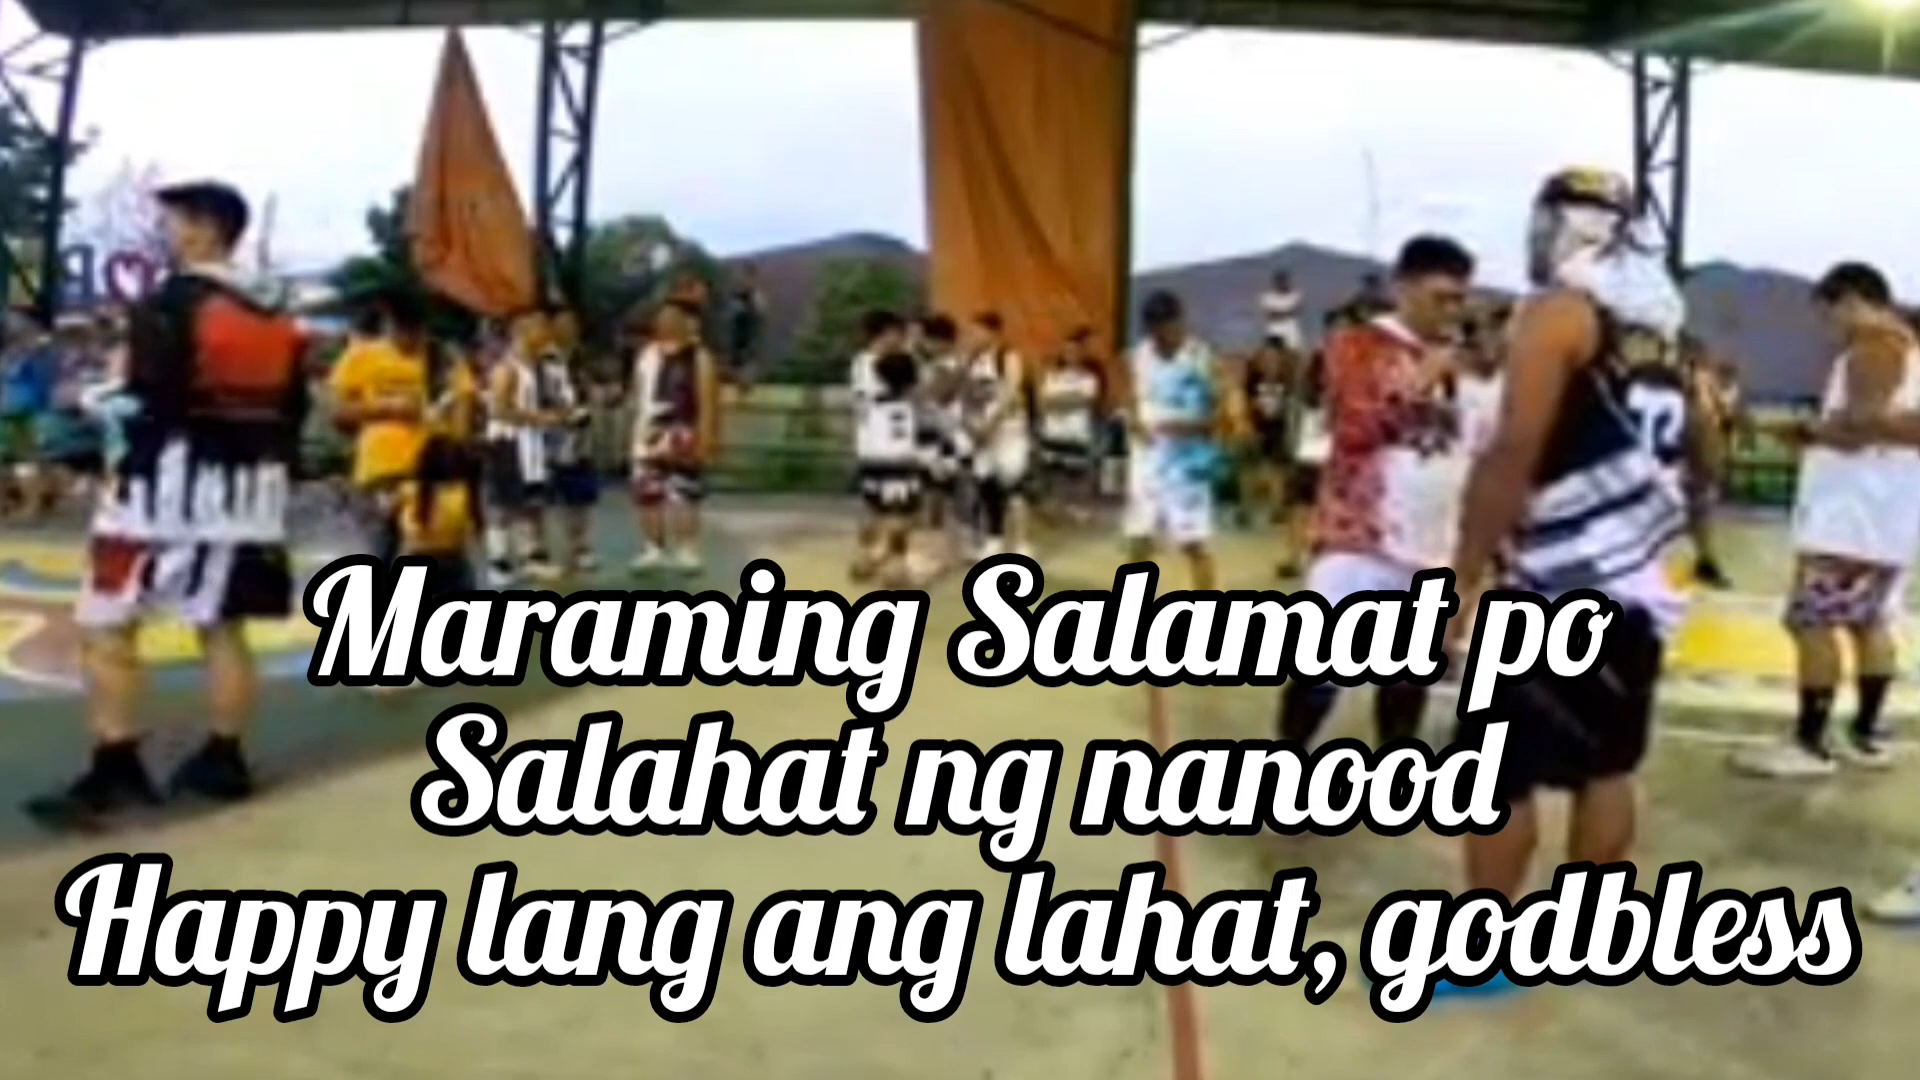 Maraming Salamat po
Salahat ng nanood
Happy lang ang lahat, godbless